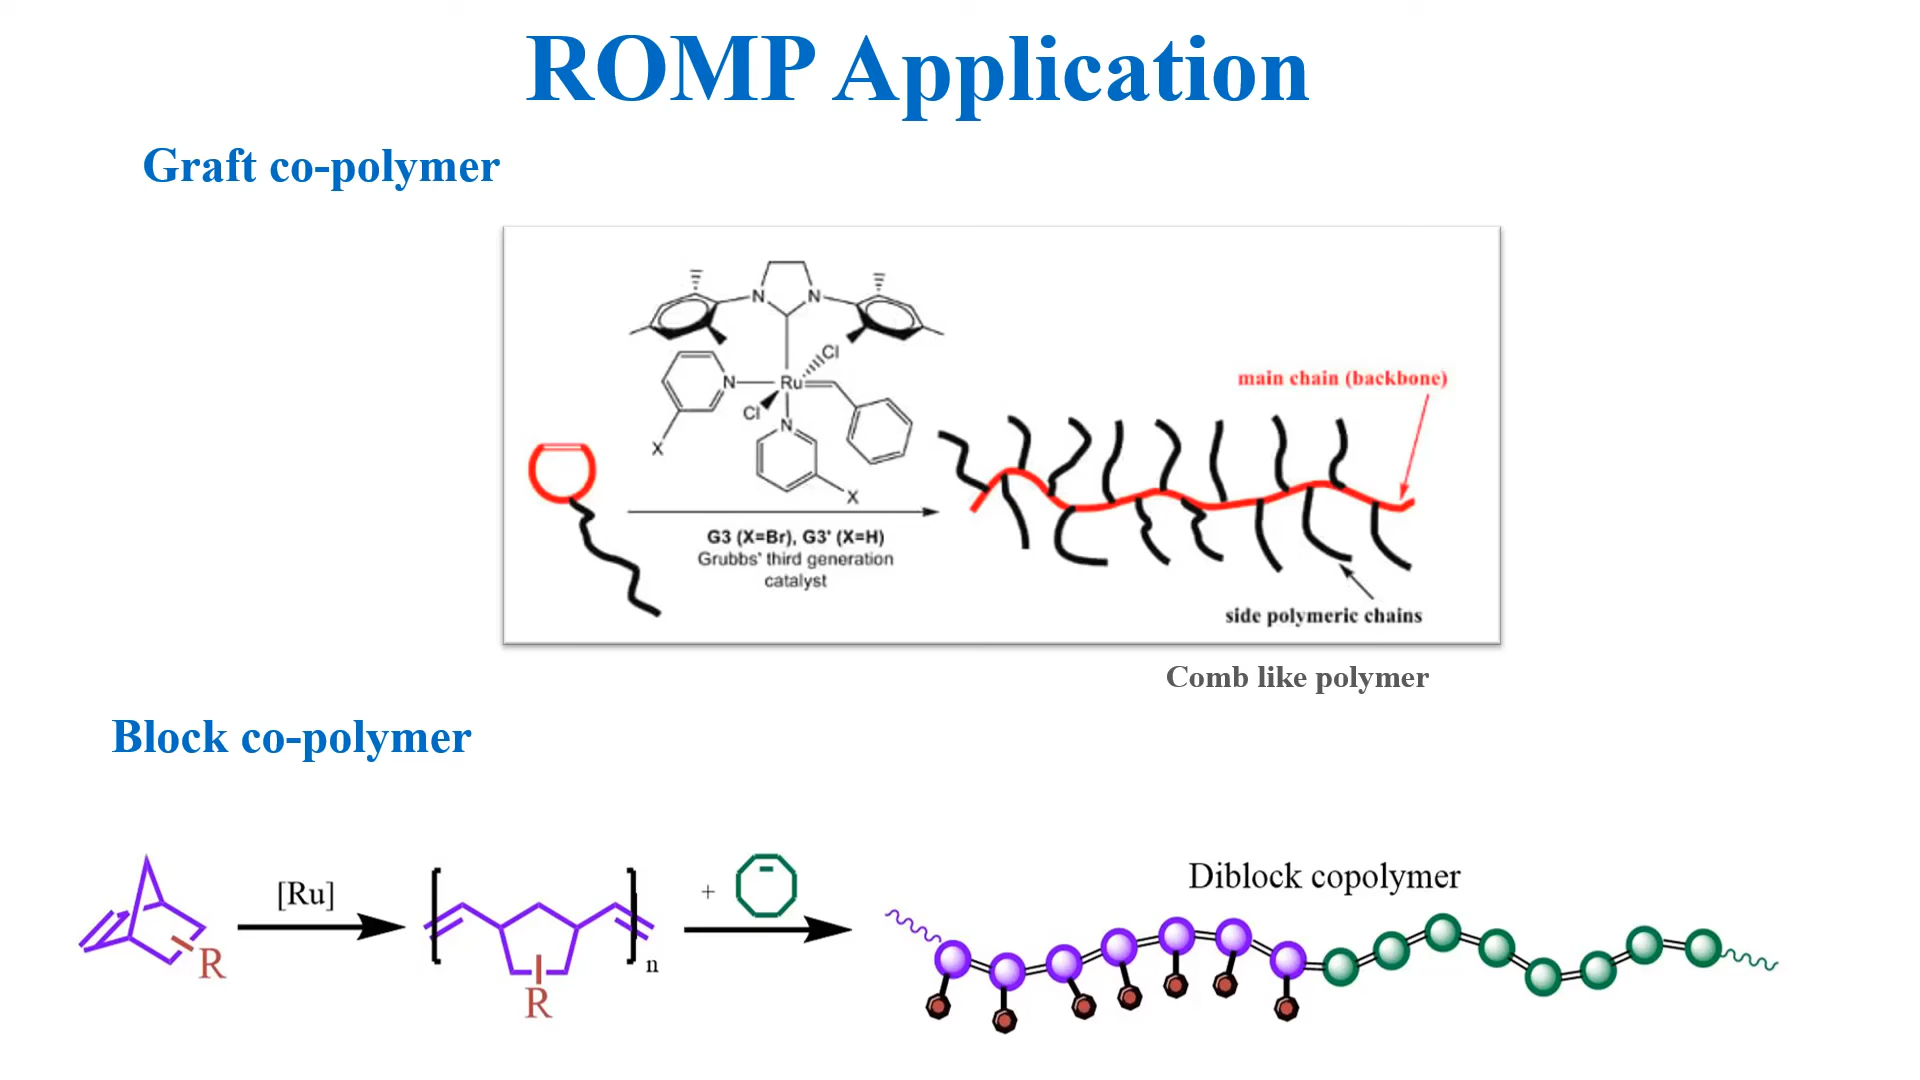 ROMP Application
Graft co-polymer
N N
Cl
N Ru
Cl
N
X
X
G3 (X=Br), G3' (X=H)
Grubbs' third generation
catalyst
main chain (backbone)
side polymeric chains
Comb like polymer
Block co-polymer
[Ru]
R
R
n
+
Diblock copolymer